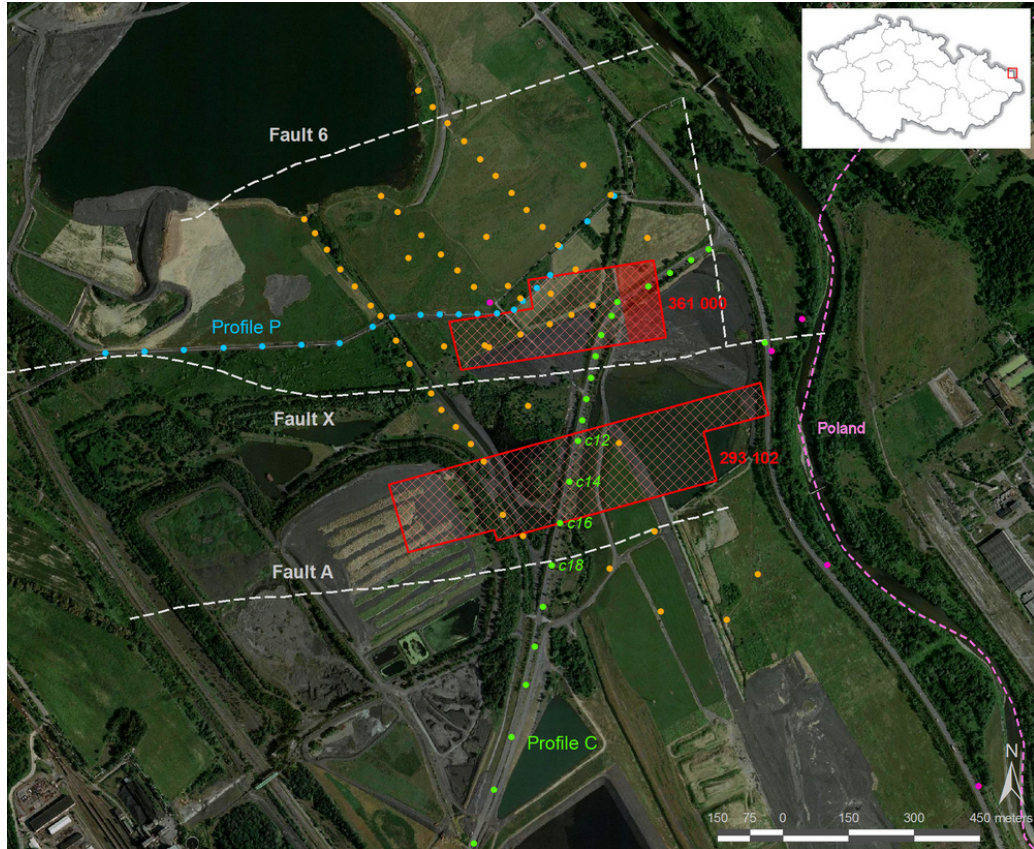 Fault 6
361 000
Profile P
Fault X
Poland
c12
293 102
c14
c16
Fault A
c18
Profile C
N
150 75 0 150 300 450 meters